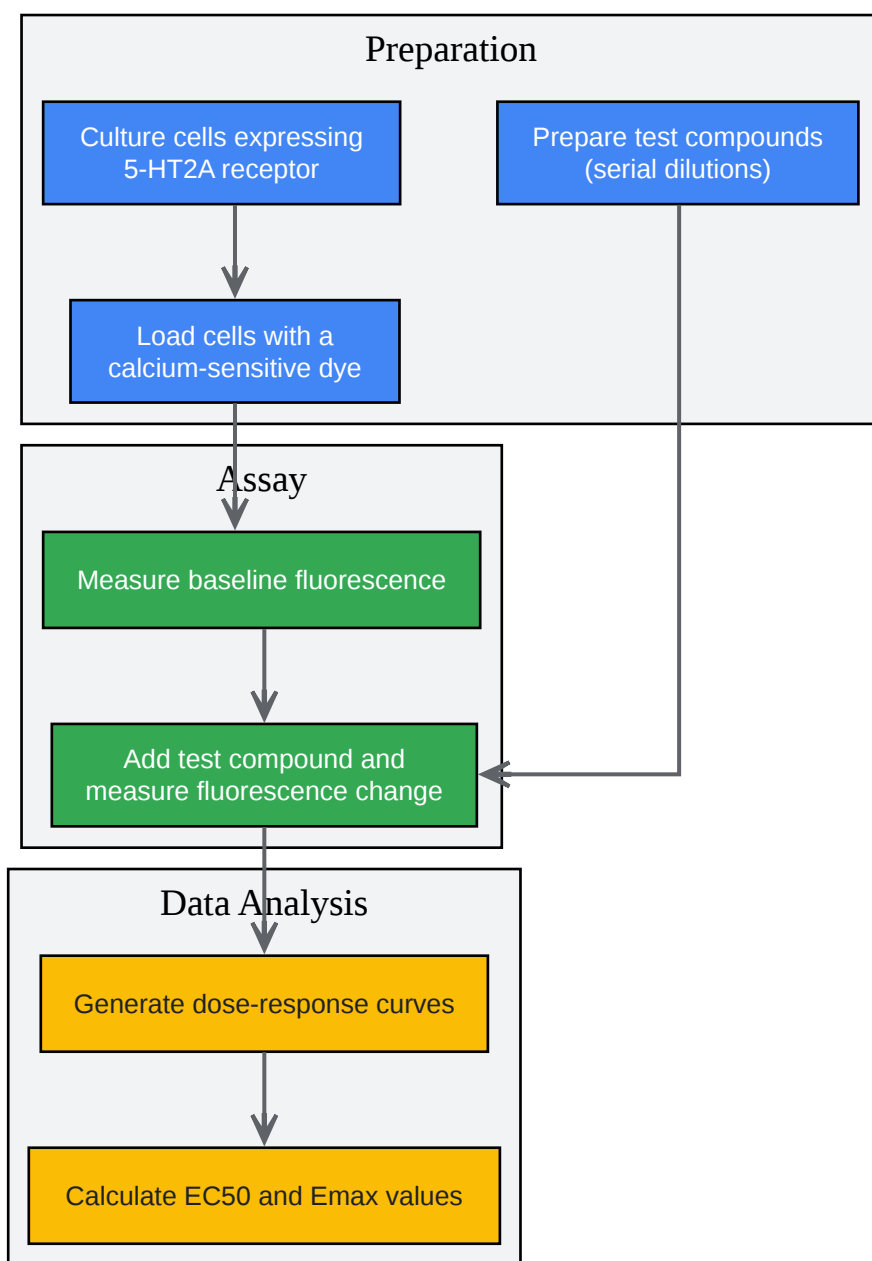 Preparation
Culture cells expressing
5-HT2A receptor
Prepare test compounds
(serial dilutions)
Load cells with a
calcium-sensitive dye
Assay
Measure baseline fluorescence
Add test compound and
measure fluorescence change
Data Analysis
Generate dose-response curves
Calculate EC50 and Emax values